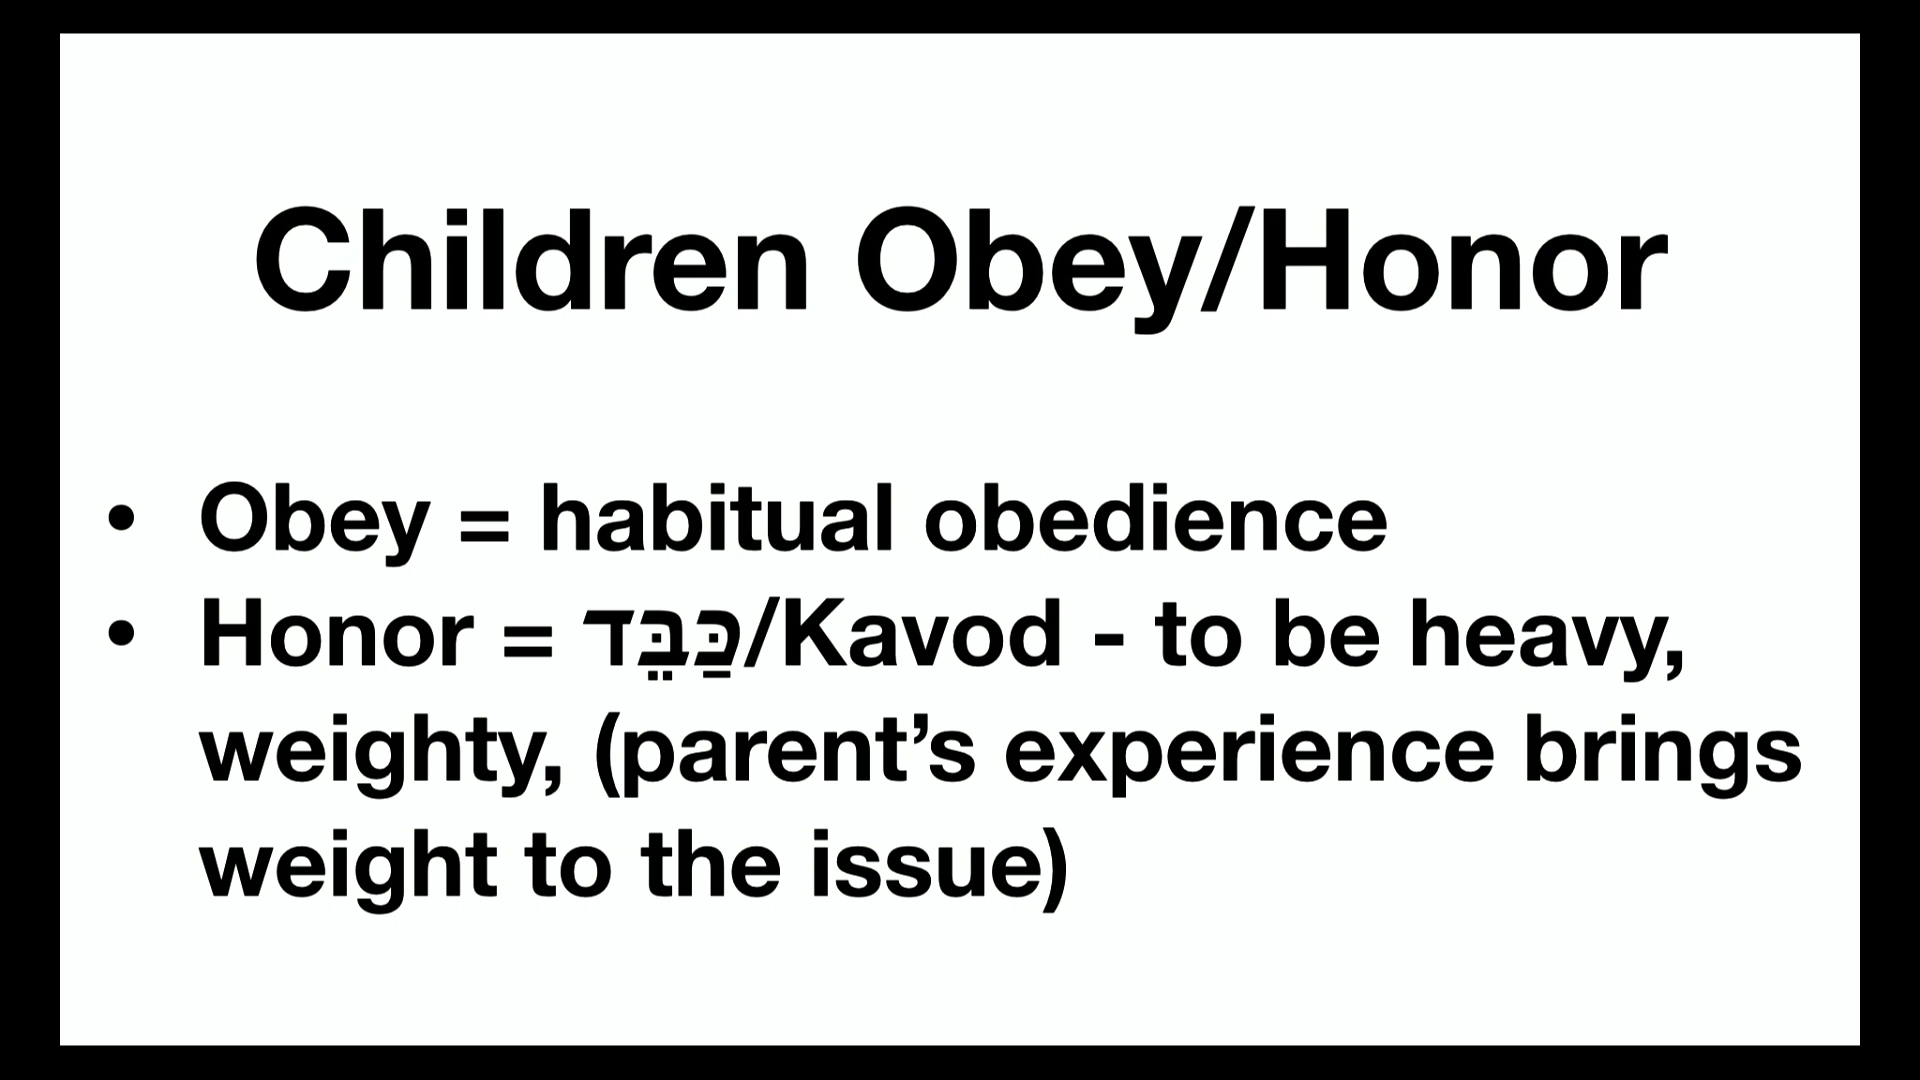 Children Obey/Honor
• Obey = habitual obedience
• Honor = כַּבֵּד/Kavod - to be heavy,
weighty, (parent’s experience brings
weight to the issue)